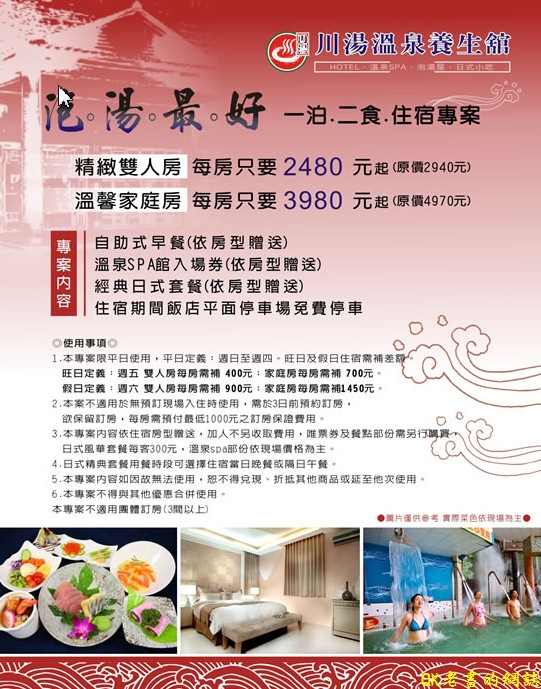 川湯
川湯溫泉養生舘
HOTEL．溫泉SPA．泡湯屋．日式小吃
泡。湯。最。好 一泊.二食.住宿專案
精緻雙人房 每房只要 2480 元起(原價2940元)
溫馨家庭房 每房只要 3980 元起(原價4970元)
專案內容
自助式早餐(依房型贈送)
溫泉SPA館入場券(依房型贈送)
經典日式套餐(依房型贈送)
住宿期間飯店平面停車場免費停車
◎使用事項◎
1.本專案限平日使用，平日定義：週日至週四。旺日及假日住宿需補差額
旺日定義：週五 雙人房每房需補 400元；家庭房每房需補 700元。
假日定義：週六 雙人房每房需補 900元；家庭房每房需補1450元。
2.本案不適用於無預訂現場入住時使用，需於3日前預約訂房，
欲保留訂房，每房需預付最低1000元之訂房保證費用。
3.本專案內容依住宿房型贈送，加人不另收取費用，唯票券及餐點部份需另行購買，
日式風華套餐每客300元，溫泉spa部份依現場價格為主。
4.日式精典套餐用餐時段可選擇住宿當日晚餐或隔日午餐。
5.本專案內容如因故無法使用，恕不得兌現、折抵其他商品或延至他次使用。
6.本專案不得與其他優惠合併使用。
本專案不適用團體訂房(3間以上)
●圖片僅供參考 實際菜色依現場為主●
QK老書的網誌